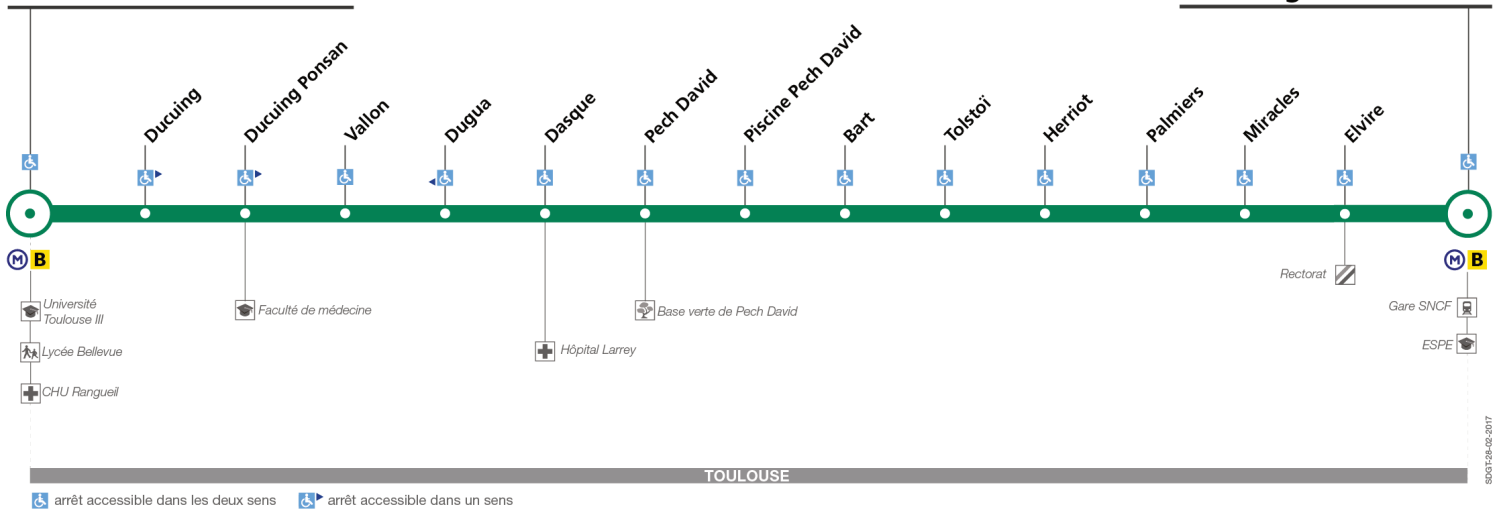 Ducuing
Ducuing Ponsan
Vallon
Dugua
Dasque
Pech David
Piscine Pech David
Bart
Tolstoï
Herriot
Palmiers
Miracles
Elvire
M B
M B
Université
Toulouse III
Lycée Bellevue
CHU Rangueil
Faculté de médecine
Hôpital Larrey
Base verte de Pech David
Rectorat
Gare SNCF
ESPE
SDGT-28-02-2017
TOULOUSE
arrêt accessible dans les deux sens
arrêt accessible dans un sens